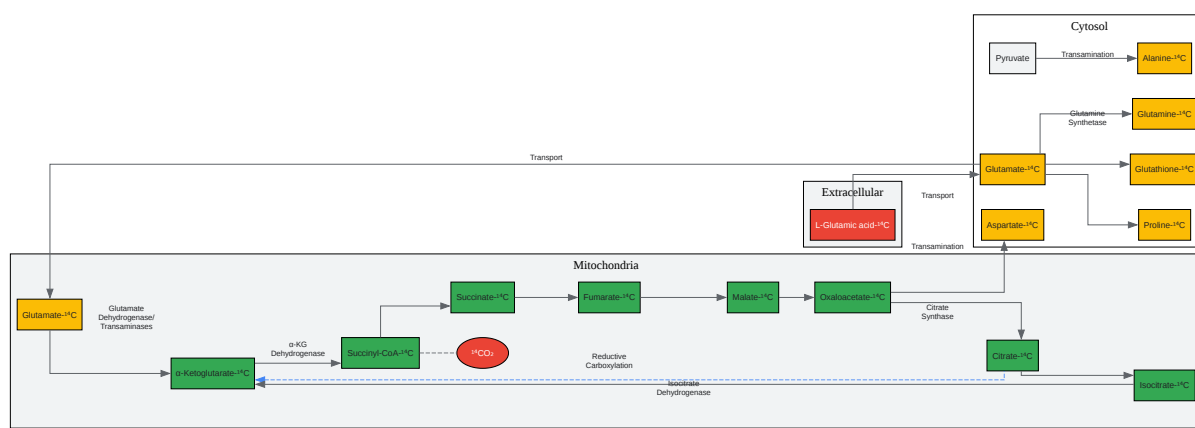 Cytosol
Pyruvate
Transamination
Alanine-¹⁴C
Glutamine
Synthetase
Glutamine-¹⁴C
Transport
Glutamate-¹⁴C
Glutathione-¹⁴C
Extracellular
Transport
L-Glutamic acid-¹⁴C
Aspartate-¹⁴C
Proline-¹⁴C
Transamination
Mitochondria
Glutamate-¹⁴C
Glutamate
Dehydrogenase/
Transaminases
Succinate-¹⁴C
Fumarate-¹⁴C
Malate-¹⁴C
Oxaloacetate-¹⁴C
Citrate
Synthase
α-KG
Dehydrogenase
Succinyl-CoA-¹⁴C
¹⁴CO₂
Reductive
Carboxylation
Citrate-¹⁴C
α-Ketoglutarate-¹⁴C
Isocitrate
Dehydrogenase
Isocitrate-¹⁴C